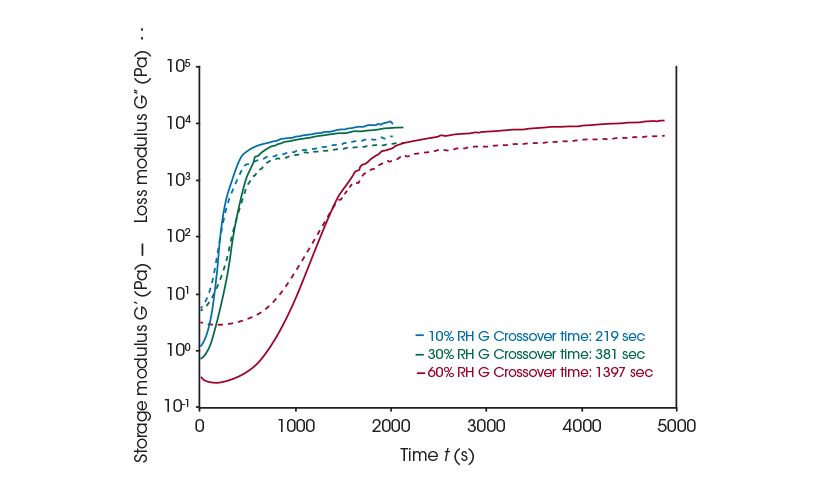 Storage modulus G′ (Pa) — Loss modulus G″ (Pa) - -
10⁵
10⁴
10³
10²
10¹
10⁰
10⁻¹
0 1000 2000 3000 4000 5000
Time t (s)
10% RH G Crossover time: 219 sec
30% RH G Crossover time: 381 sec
60% RH G Crossover time: 1397 sec